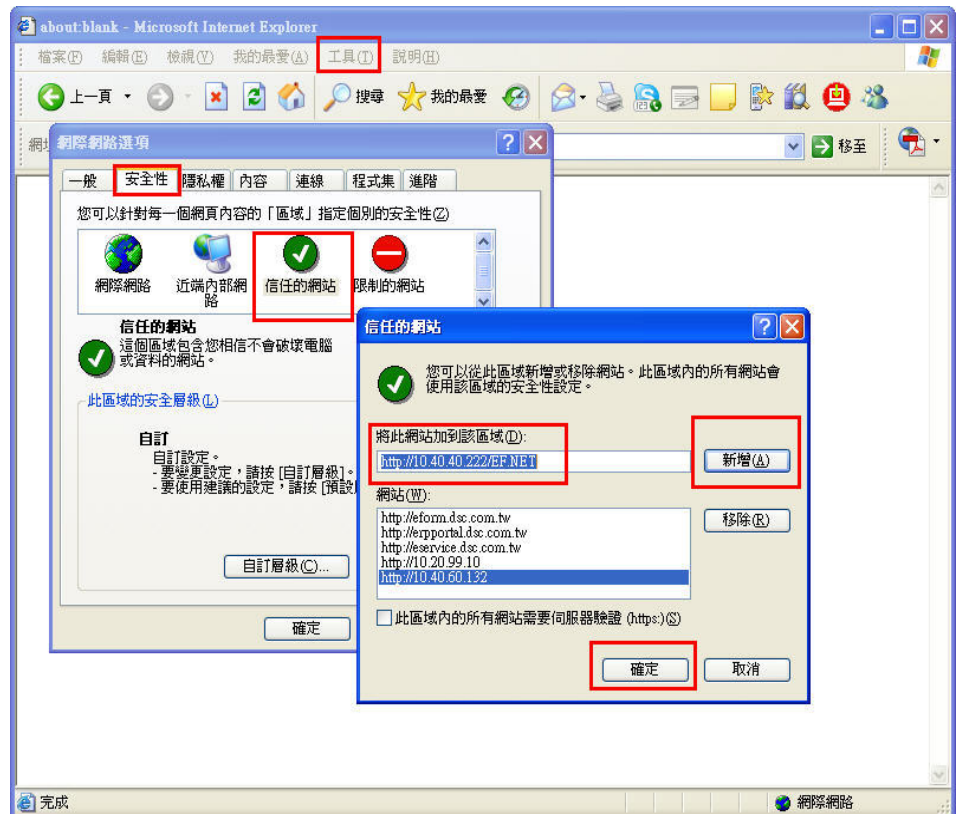 about:blank - Microsoft Internet Explorer
檔案(F) 編輯(E) 檢視(V) 我的最愛(A) 工具(T) 說明(H)
上一頁 搜尋 我的最愛
網址 移至
網際網路選項
一般 安全性 隱私權 內容 連線 程式集 進階
您可以針對每一個網頁內容的「區域」指定個別的安全性(Z)
網際網路 近端內部網路 信任的網站 限制的網站
信任的網站
這個區域包含您相信不會破壞電腦
或資料的網站。
此區域的安全層級(L)
自訂
自訂設定。
- 要變更設定，請按 [自訂層級]。
- 要使用建議的設定，請按 [預設
自訂層級(C)...
確定
信任的網站
您可以從此區域新增或移除網站。此區域內的所有網站會
使用該區域的安全性設定。
將此網站加到該區域(D):
http://10.40.40.222/EF.NET 新增(A)
網站(W):
http://eform.dsc.com.tw
http://erpportal.dsc.com.tw
http://eservice.dsc.com.tw
http://10.20.99.10
http://10.40.60.132
移除(R)
此區域內的所有網站需要伺服器驗證 (https:)(S)
確定 取消
完成 網際網路